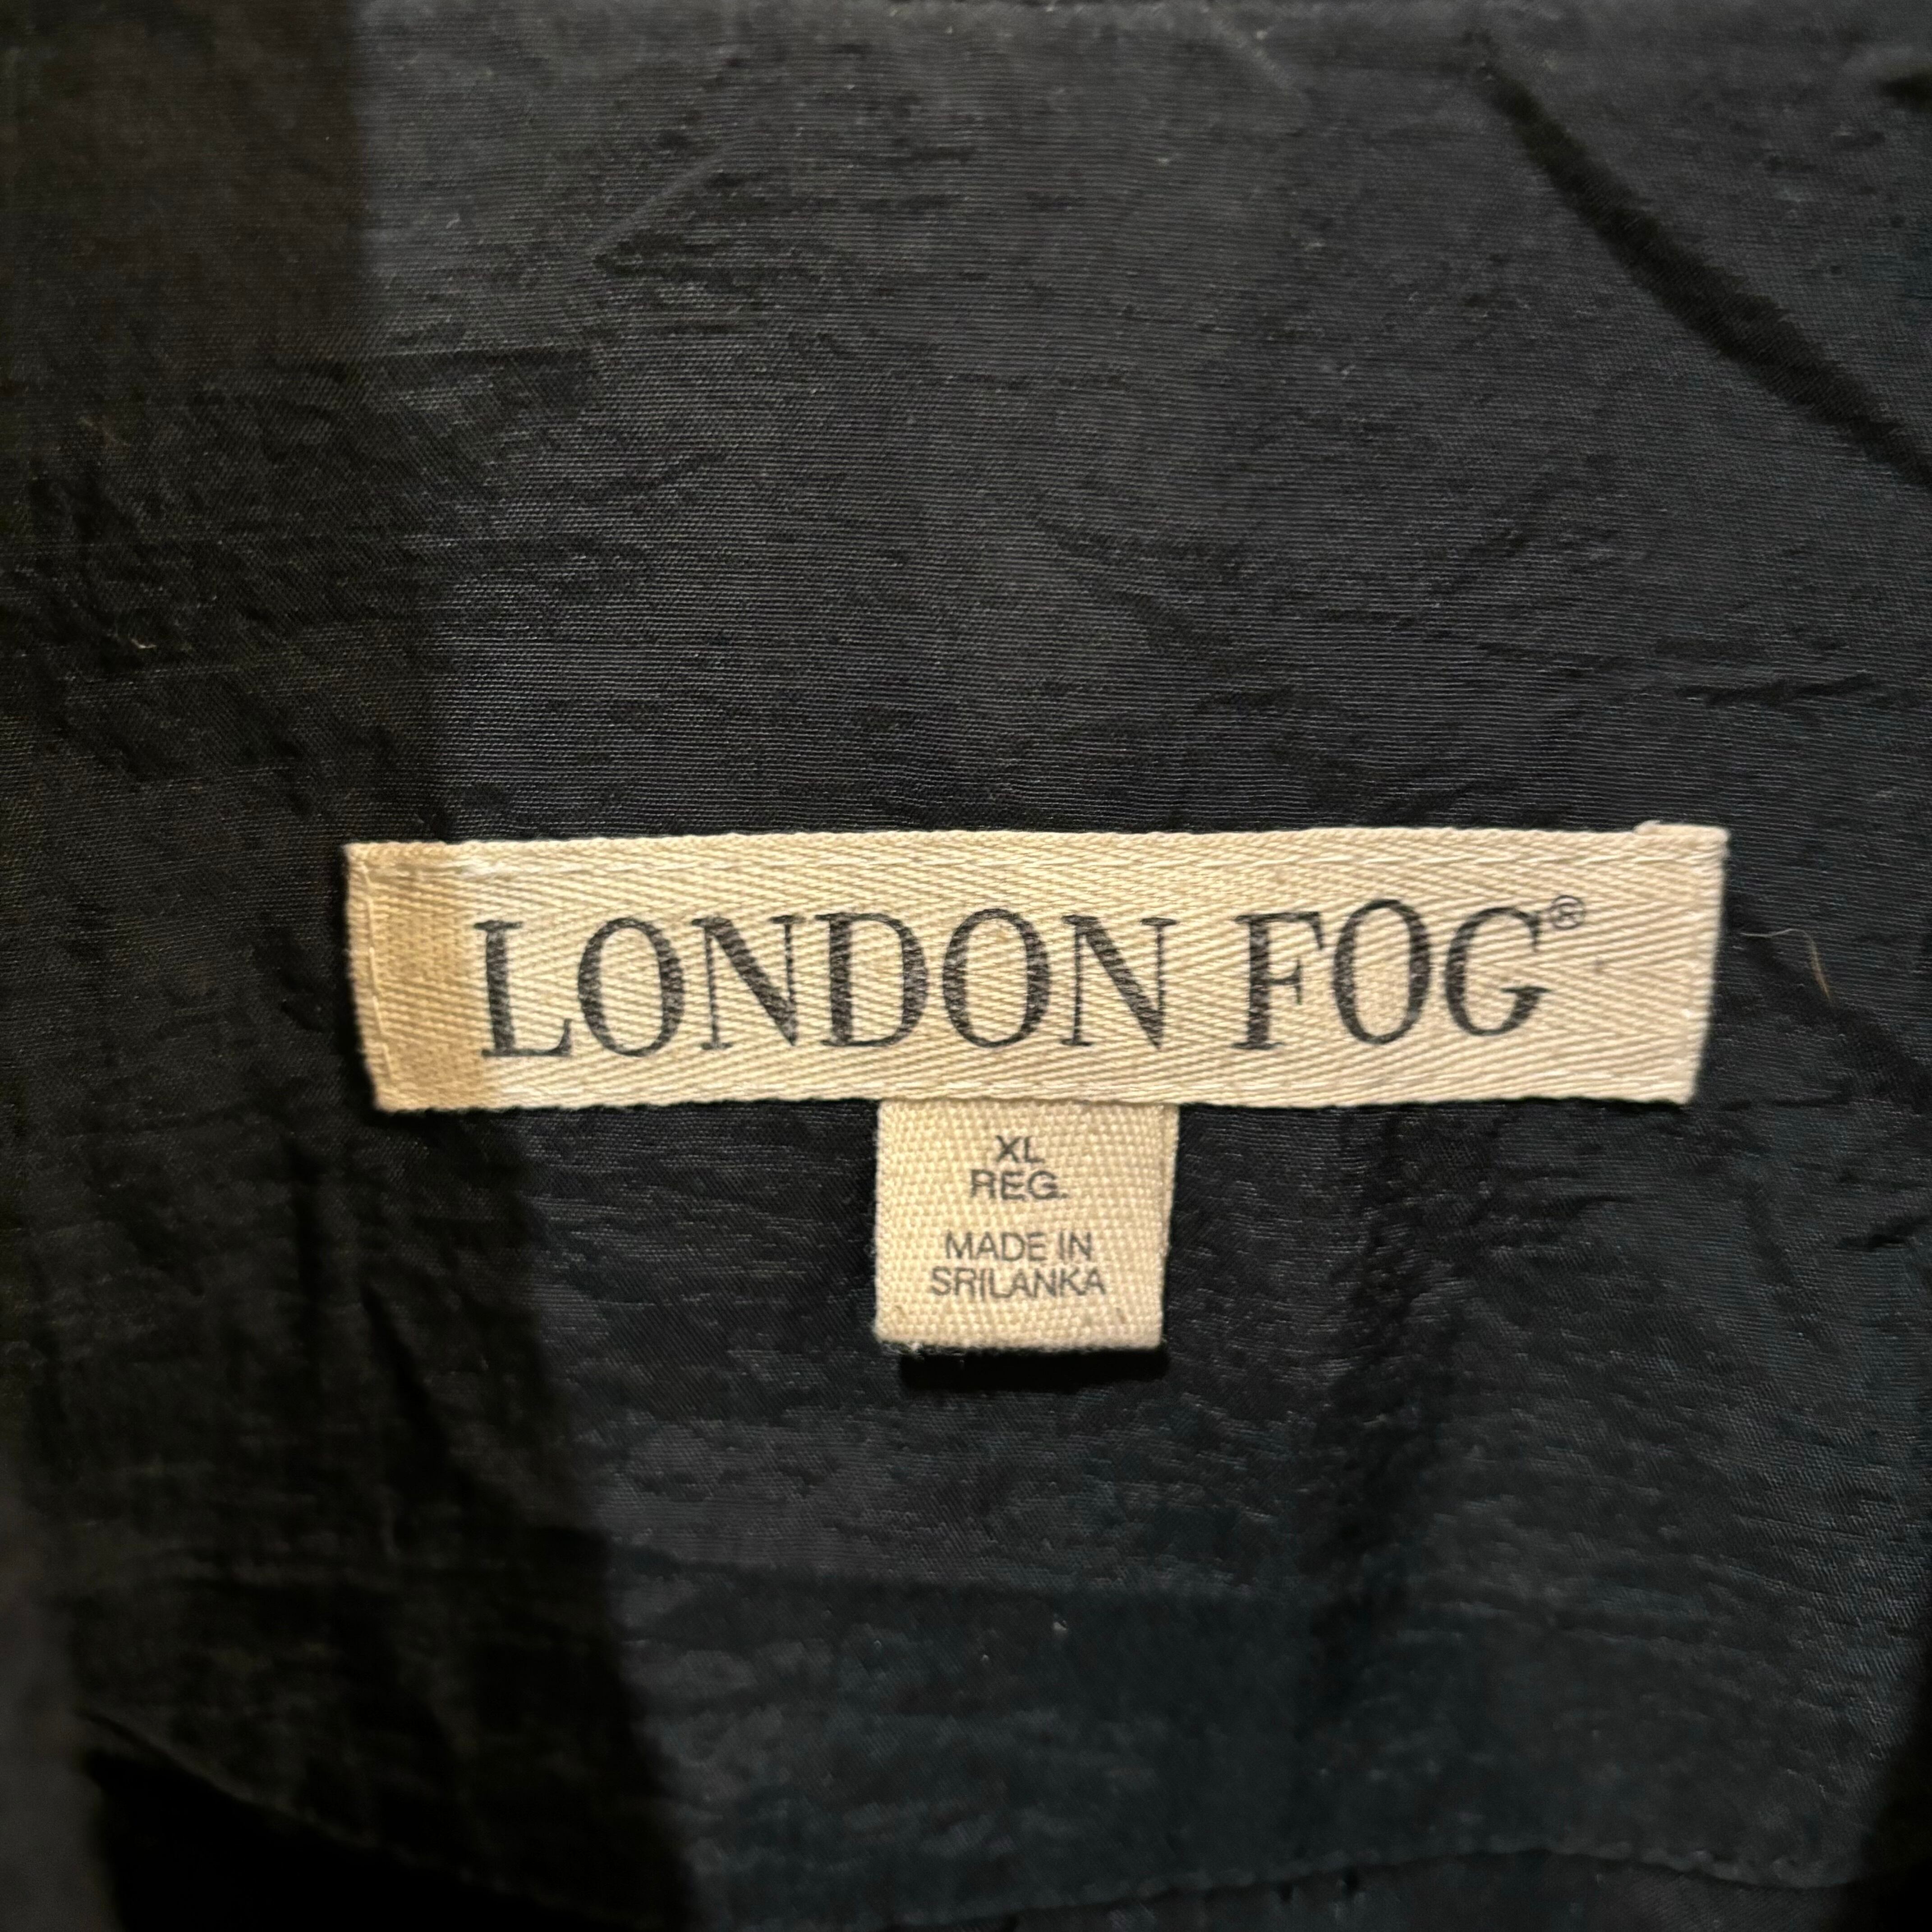 LONDON FOG®
XL
REG.
MADE IN
SRILANKA